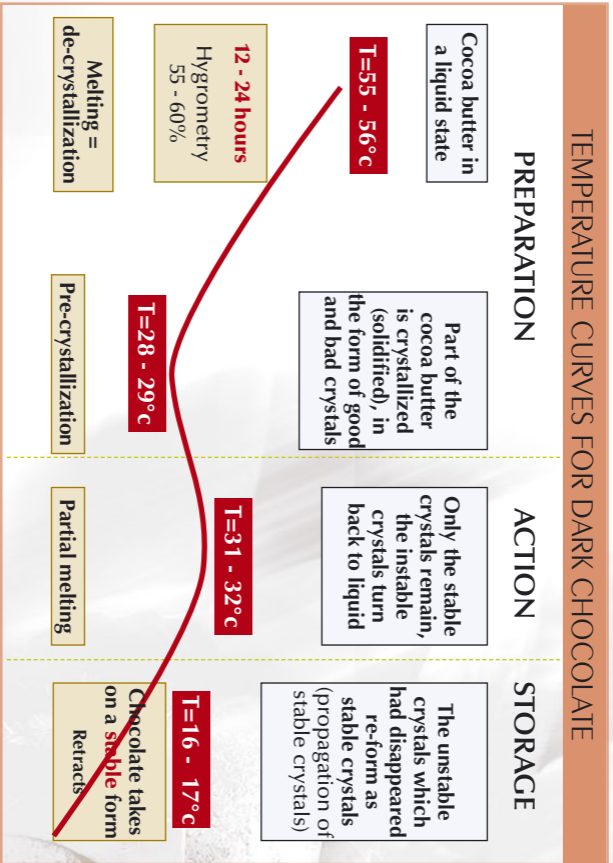 TEMPERATURE CURVES FOR DARK CHOCOLATE
PREPARATION
ACTION
STORAGE
Cocoa butter in
a liquid state
T=55 - 56°c
12 - 24 hours
Hygrometry
55 - 60%
Melting =
de-crystallization
Part of the
cocoa butter
is crystallized
(solidified), in
the form of good
and bad crystals
T=28 - 29°c
Pre-crystallization
Only the stable
crystals remain,
the instable
crystals turn
back to liquid
T=31 - 32°c
Partial melting
The unstable
crystals which
had disappeared
re-form as
stable crystals
(propagation of
stable crystals)
T=16 - 17°c
Chocolate takes
on a stable form
Retracts